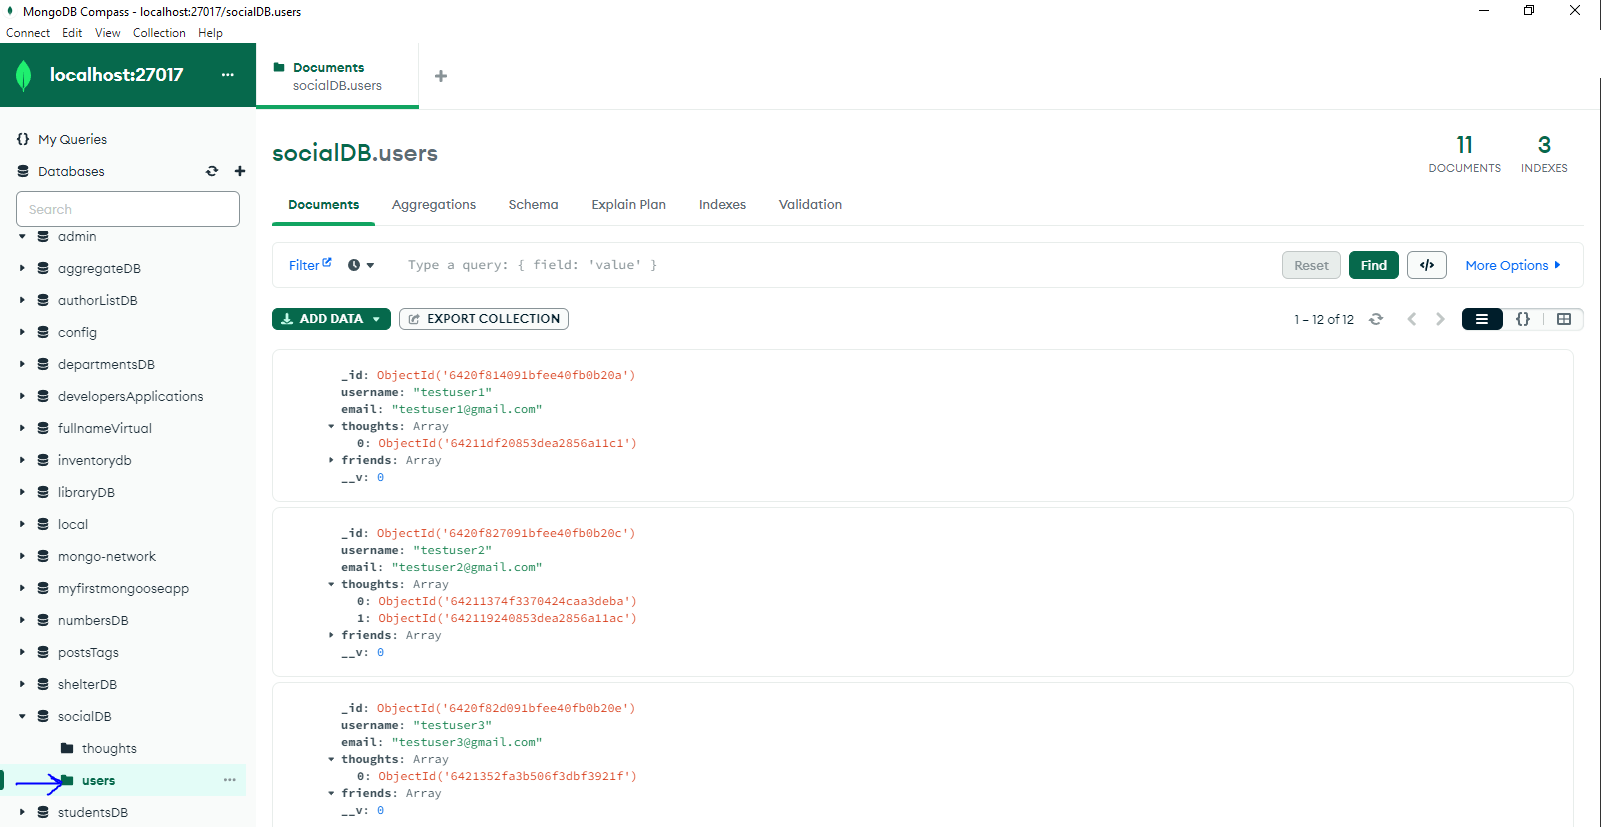 MongoDB Compass - localhost:27017/socialDB.users
Connect Edit View Collection Help
localhost:27017 ...
Documents
socialDB.users
{} My Queries
Databases
Search
admin
aggregateDB
authorListDB
config
departmentsDB
developersApplications
fullnameVirtual
inventorydb
libraryDB
local
mongo-network
myfirstmongooseapp
numbersDB
postsTags
shelterDB
socialDB
thoughts
users ...
studentsDB
socialDB.users
11
DOCUMENTS
3
INDEXES
Documents Aggregations Schema Explain Plan Indexes Validation
Filter Type a query: { field: 'value' } Reset Find </> More Options
ADD DATA EXPORT COLLECTION 1 – 12 of 12 {}
_id: ObjectId('6420f814091bfee40fb0b20a')
username: "testuser1"
email: "testuser1@gmail.com"
thoughts: Array
0: ObjectId('64211df20853dea2856a11c1')
friends: Array
__v: 0
_id: ObjectId('6420f827091bfee40fb0b20c')
username: "testuser2"
email: "testuser2@gmail.com"
thoughts: Array
0: ObjectId('64211374f3370424caa3deba')
1: ObjectId('642119240853dea2856a11ac')
friends: Array
__v: 0
_id: ObjectId('6420f82d091bfee40fb0b20e')
username: "testuser3"
email: "testuser3@gmail.com"
thoughts: Array
0: ObjectId('6421352fa3b506f3dbf3921f')
friends: Array
__v: 0